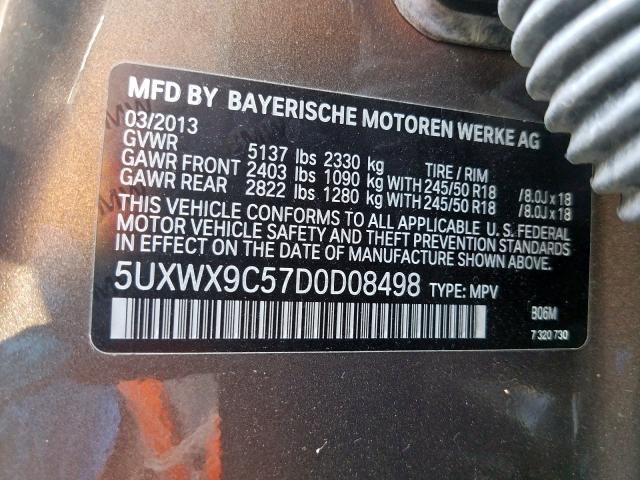 MFD BY BAYERISCHE MOTOREN WERKE AG
03/2013
GVWR 5137 lbs 2330 kg TIRE / RIM
GAWR FRONT 2403 lbs 1090 kg WITH 245/50 R18 /8.0J x 18
GAWR REAR 2822 lbs 1280 kg WITH 245/50 R18 /8.0J x 18
THIS VEHICLE CONFORMS TO ALL APPLICABLE U. S. FEDERAL
MOTOR VEHICLE SAFETY AND THEFT PREVENTION STANDARDS
IN EFFECT ON THE DATE OF MANUFACTURE SHOWN ABOVE.
5UXWX9C57D0D08498 TYPE: MPV
B06M
7 320 730